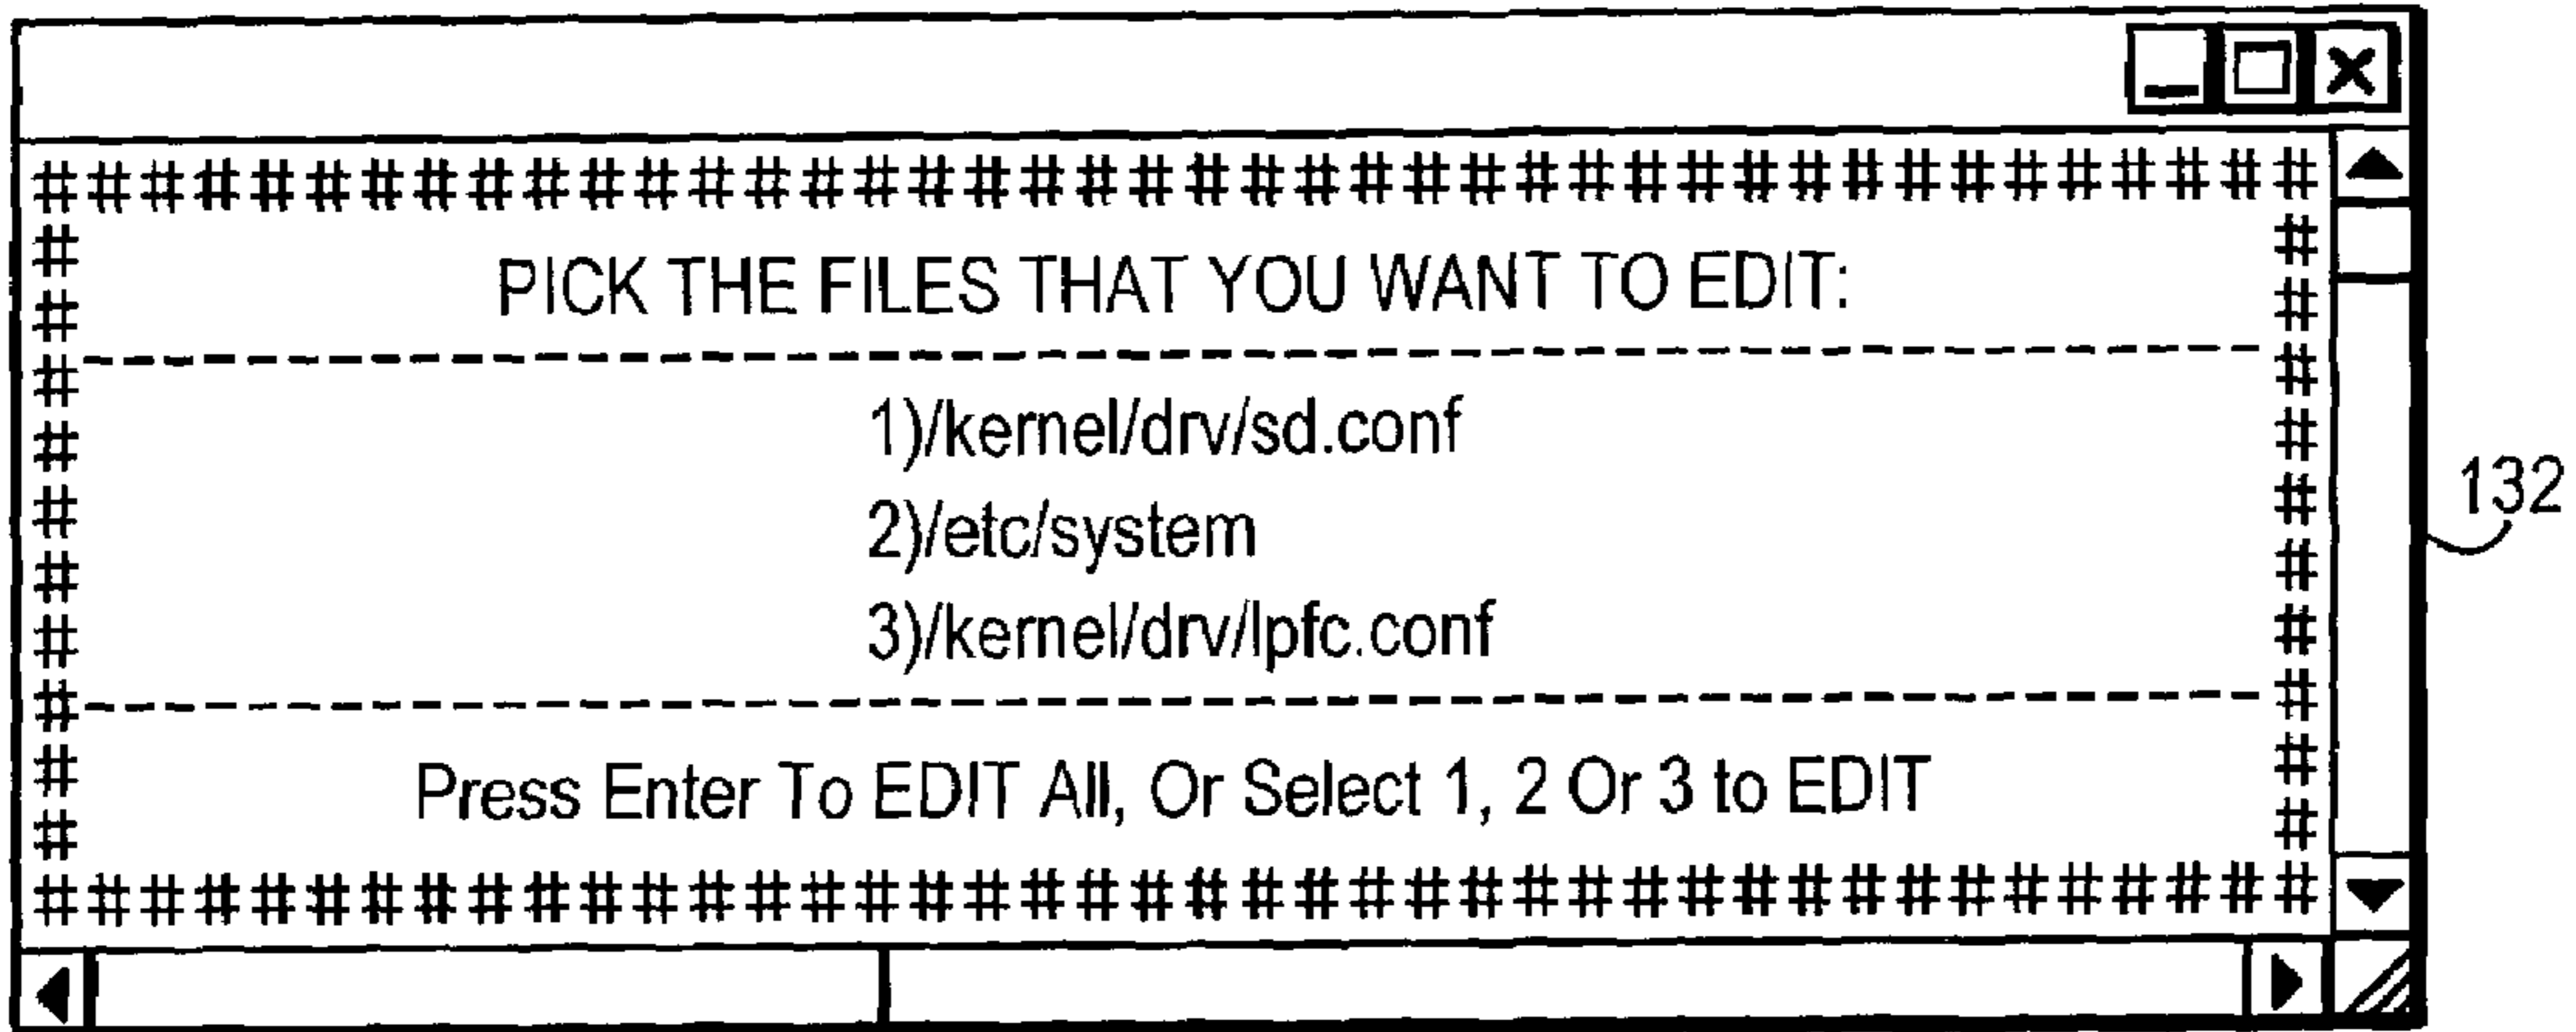 ##########################################
PICK THE FILES THAT YOU WANT TO EDIT:
1)/kernel/drv/sd.conf
2)/etc/system
3)/kernel/drv/lpfc.conf
Press Enter To EDIT All, Or Select 1, 2 Or 3 to EDIT
##########################################
132